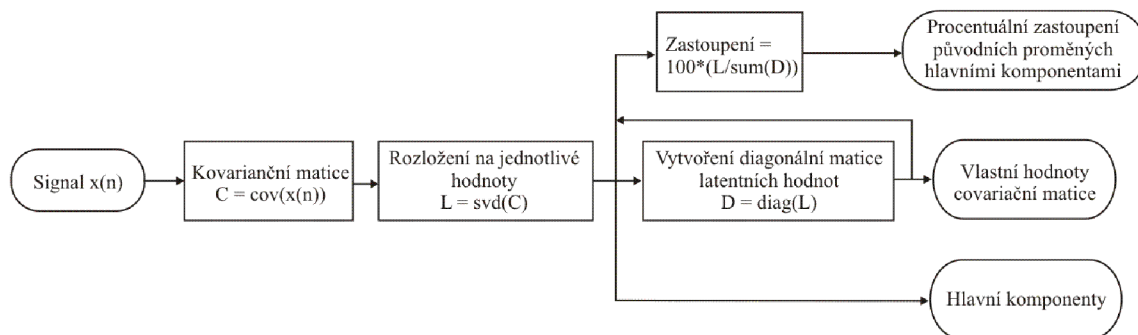 Signal x(n)
Kovarianční matice
C = cov(x(n))
Rozložení na jednotlivé
hodnoty
L = svd(C)
Zastoupení =
100*(L/sum(D))
Procentuální zastoupení
původních proměných
hlavními komponentami
Vytvoření diagonální matice
latentních hodnot
D = diag(L)
Vlastní hodnoty
covariační matice
Hlavní komponenty